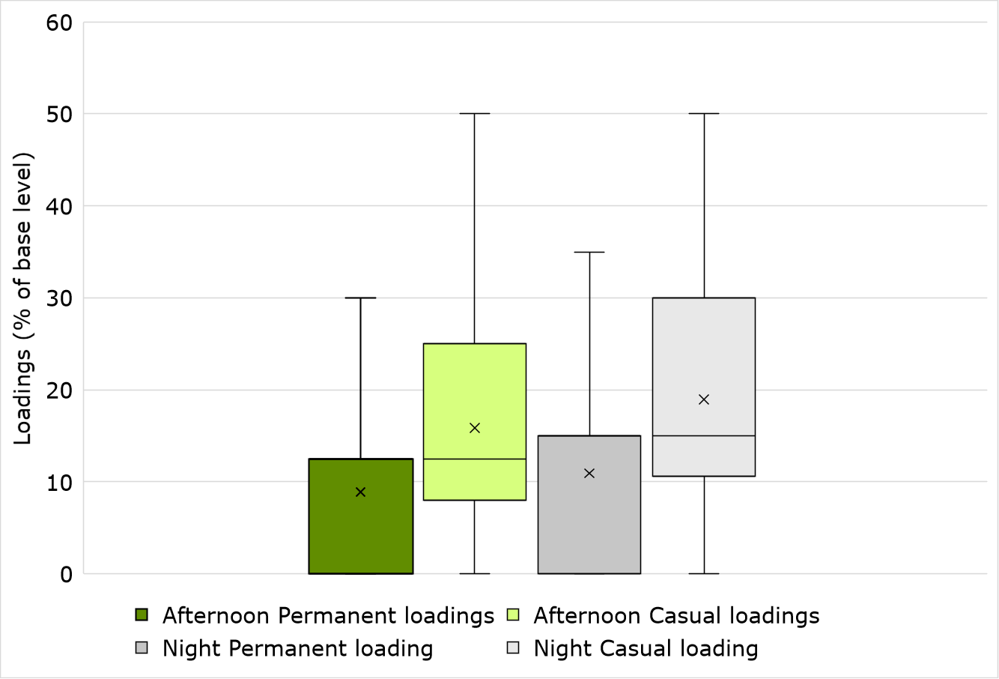 60
50
40
30
20
10
0
Loadings (% of base level)
Afternoon Permanent loadings
Afternoon Casual loadings
Night Permanent loading
Night Casual loading